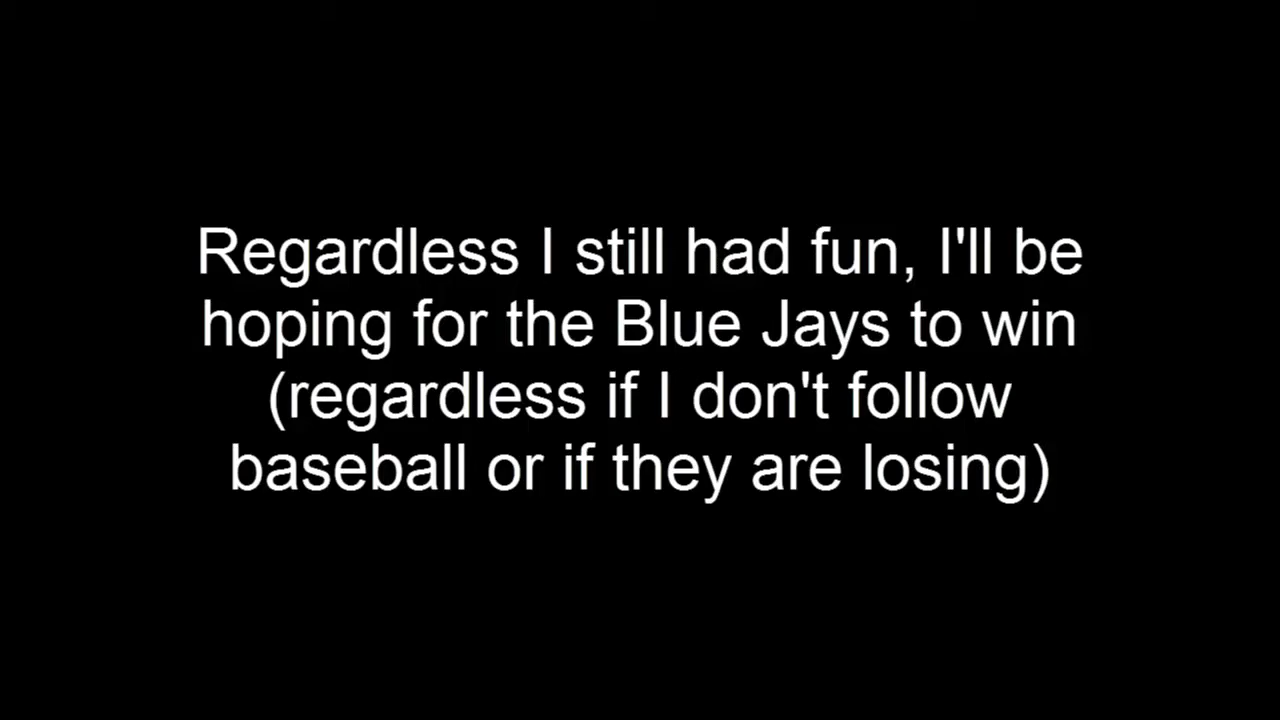 Regardless I still had fun, I'll be
hoping for the Blue Jays to win
(regardless if I don't follow
baseball or if they are losing)